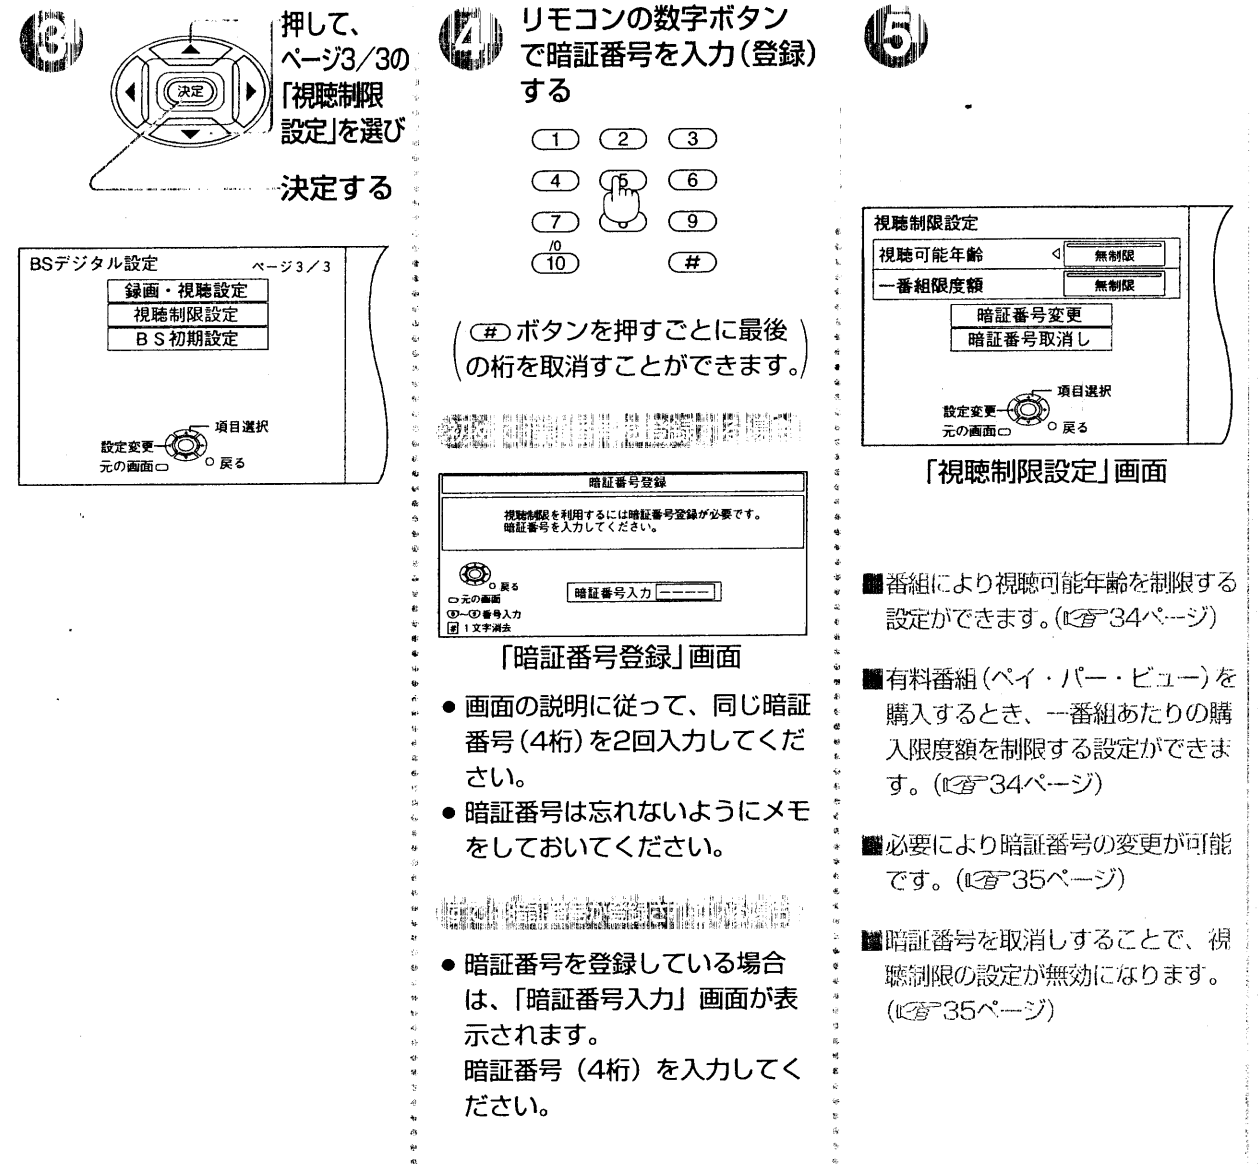 3
押して、
ページ3/3の
「視聴制限
設定」を選び
決定
決定する
BSデジタル設定 ページ3/3
録画・視聴設定
視聴制限設定
BS初期設定
項目選択
設定変更
元の画面 戻る
4
リモコンの数字ボタン
で暗証番号を入力(登録)
する
1 2 3
4 5 6
7 9
/0
10 #
(#ボタンを押すごとに最後
の桁を取消すことができます。)
暗証番号登録
視聴制限を利用するには暗証番号登録が必要です。
暗証番号を入力してください。
戻る
元の画面
0~9番号入力
# 1文字消去
暗証番号入力 ----
「暗証番号登録」画面
● 画面の説明に従って、同じ暗証
番号(4桁)を2回入力してくだ
さい。
● 暗証番号は忘れないようにメモ
をしておいてください。
● 暗証番号を登録している場合
は、「暗証番号入力」画面が表
示されます。
暗証番号(4桁)を入力してく
ださい。
5
視聴制限設定
視聴可能年齢 ◁ 無制限
一番組限度額 無制限
暗証番号変更
暗証番号取消し
項目選択
設定変更
元の画面 戻る
「視聴制限設定」画面
■番組により視聴可能年齢を制限する
設定ができます。(☞34ページ)
■有料番組(ペイ・パー・ビュー)を
購入するとき、一番組あたりの購
入限度額を制限する設定ができま
す。(☞34ページ)
■必要により暗証番号の変更が可能
です。(☞35ページ)
■暗証番号を取消しすることで、視
聴制限の設定が無効になります。
(☞35ページ)